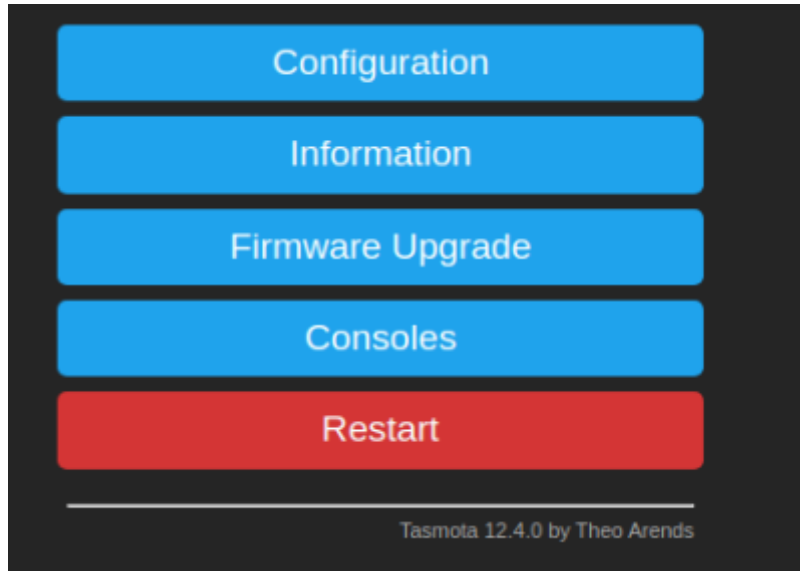 Configuration
Information
Firmware Upgrade
Consoles
Restart
Tasmota 12.4.0 by Theo Arends